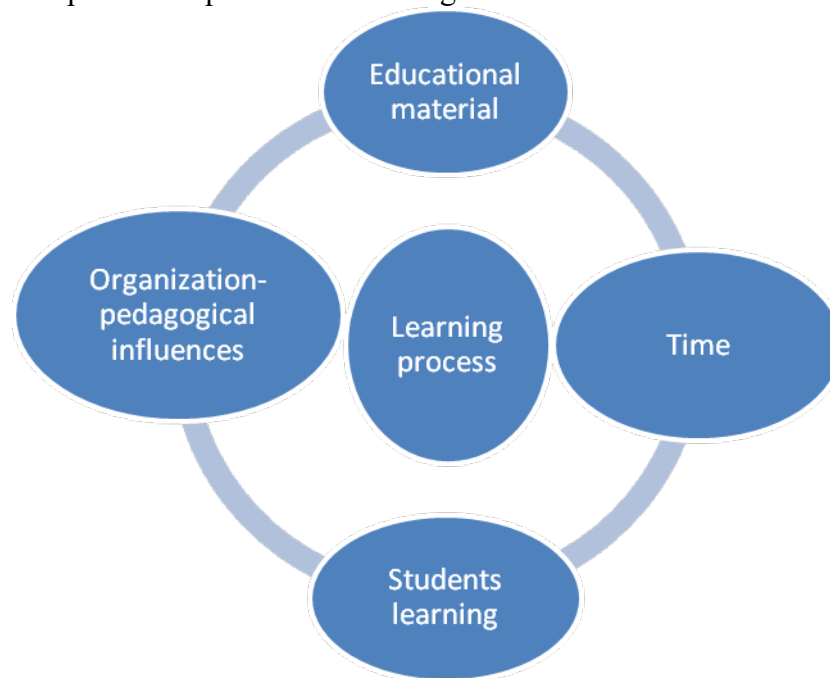 Educational
material
Organization-
pedagogical
influences
Learning
process
Time
Students
learning